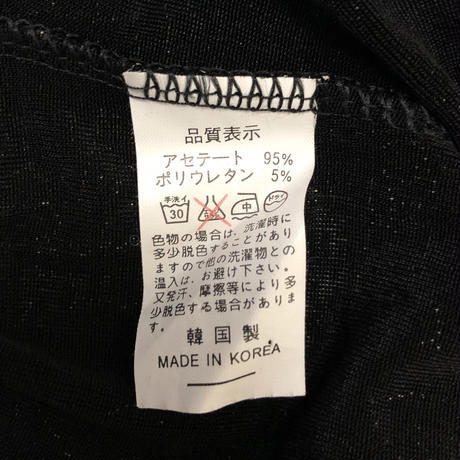 品質表示
アセテート 95%
ポリウレタン 5%
手洗イ 30 中 ドライ
色物の場合は、洗濯時に
多少脱色することがあり
ますので他の洗濯物との
温入は、お避け下さい。
又発汗、摩擦等により多
少脱色する場合がありま
す。
韓国製
MADE IN KOREA